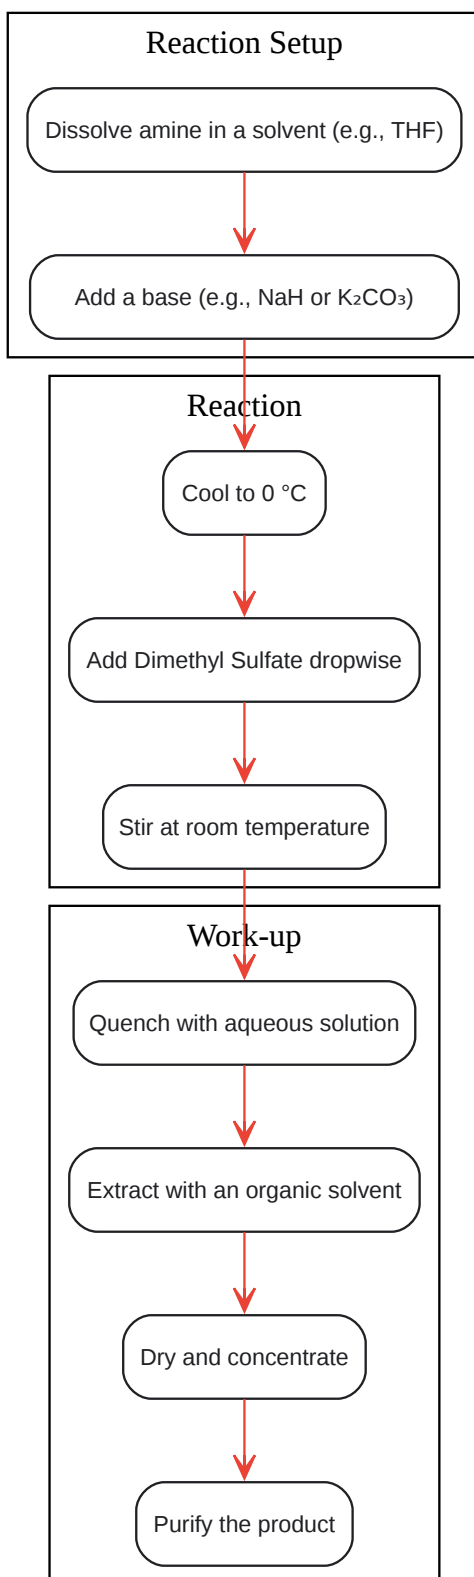 Reaction Setup
Dissolve amine in a solvent (e.g., THF)
Add a base (e.g., NaH or K₂CO₃)
Reaction
Cool to 0 °C
Add Dimethyl Sulfate dropwise
Stir at room temperature
Work-up
Quench with aqueous solution
Extract with an organic solvent
Dry and concentrate
Purify the product